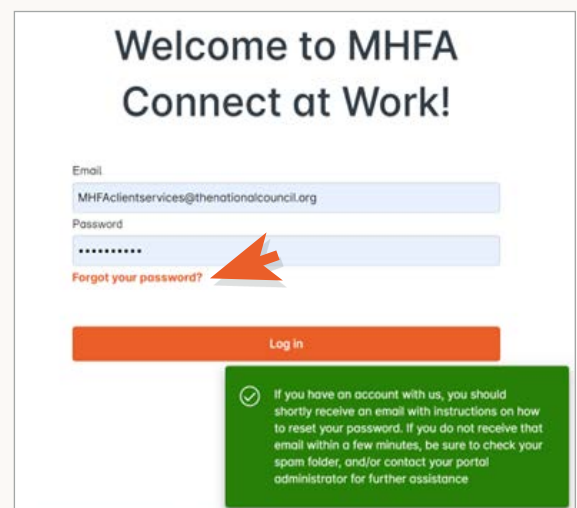 Welcome to MHFA
Connect at Work!
Email
MHFAclientservices@thenationalcouncil.org
Password
••••••••••
Forgot your password?
Log in
If you have an account with us, you should
shortly receive an email with instructions on how
to reset your password. If you do not receive that
email within a few minutes, be sure to check your
spam folder, and/or contact your portal
administrator for further assistance